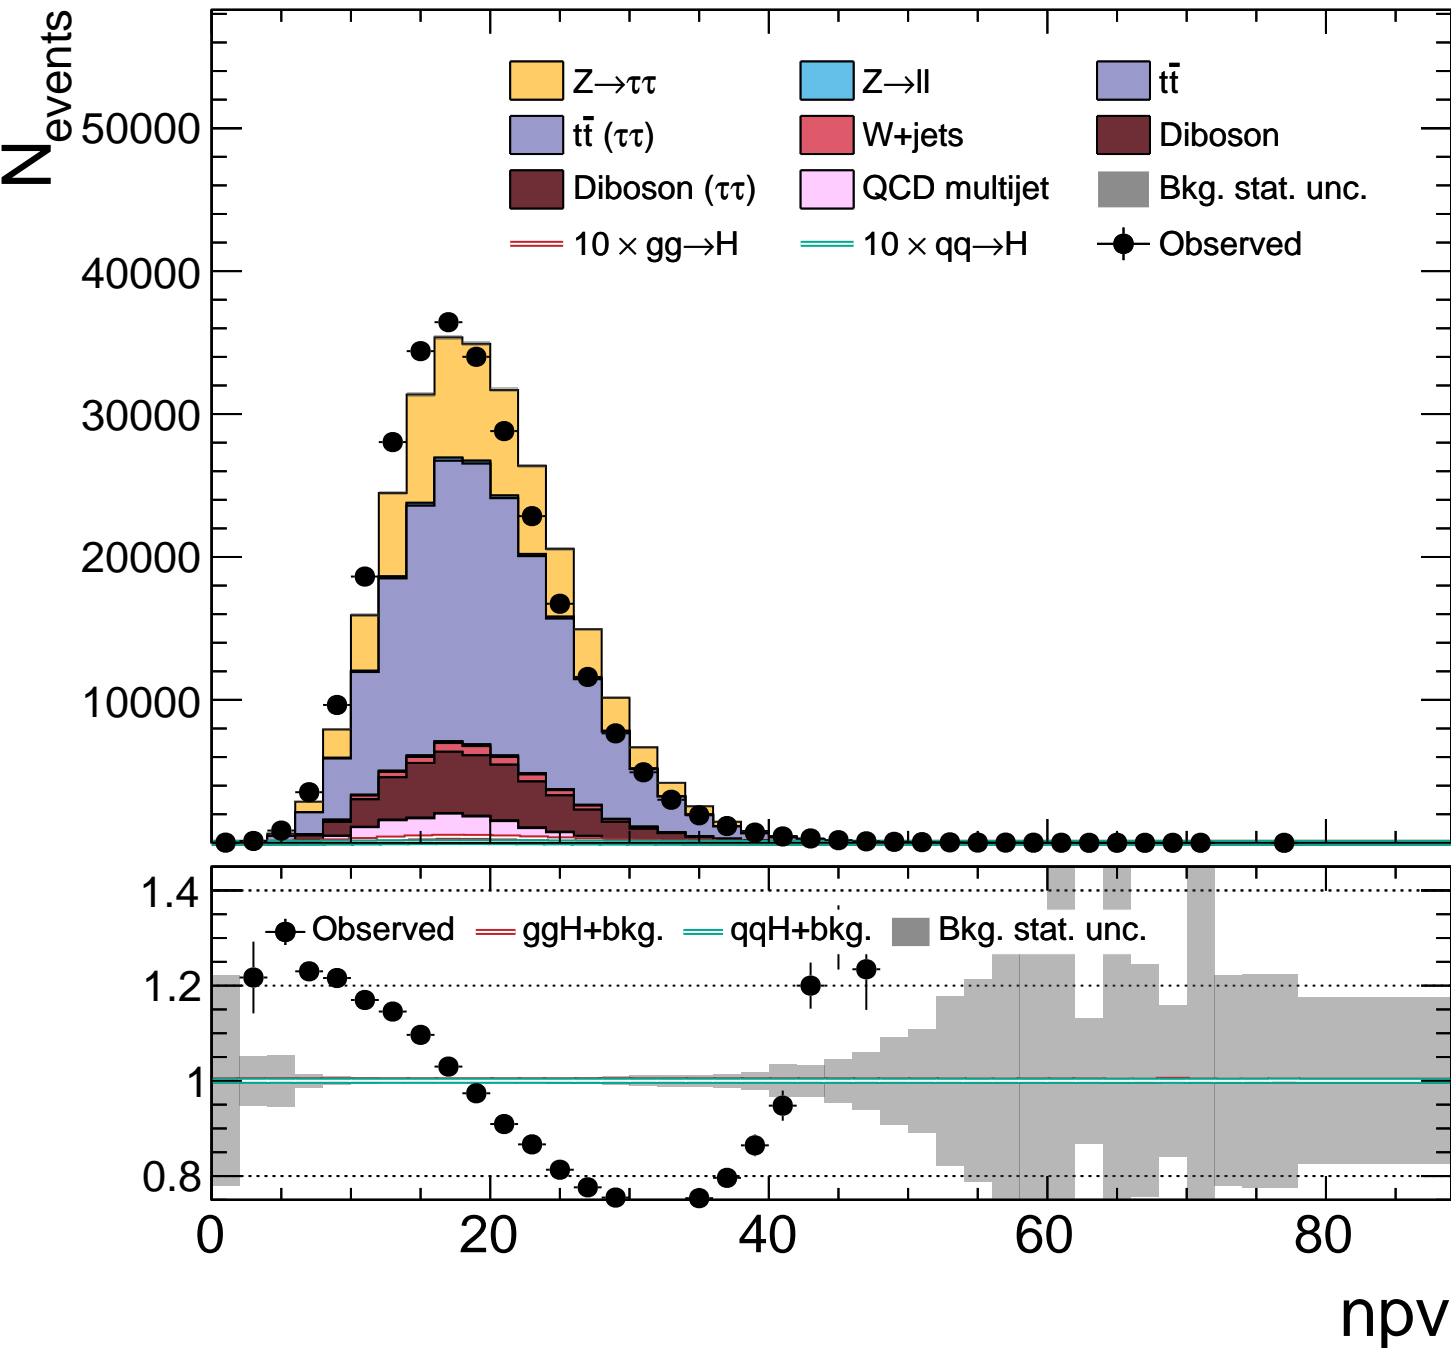 N events
Z→ττ Z→ll tt̄
tt̄ (ττ) W+jets Diboson
Diboson (ττ) QCD multijet Bkg. stat. unc.
10 × gg→H 10 × qq→H Observed
50000
40000
30000
20000
10000
1.4
Observed ggH+bkg. qqH+bkg. Bkg. stat. unc.
1.2
1
0.8
0 20 40 60 80
npv